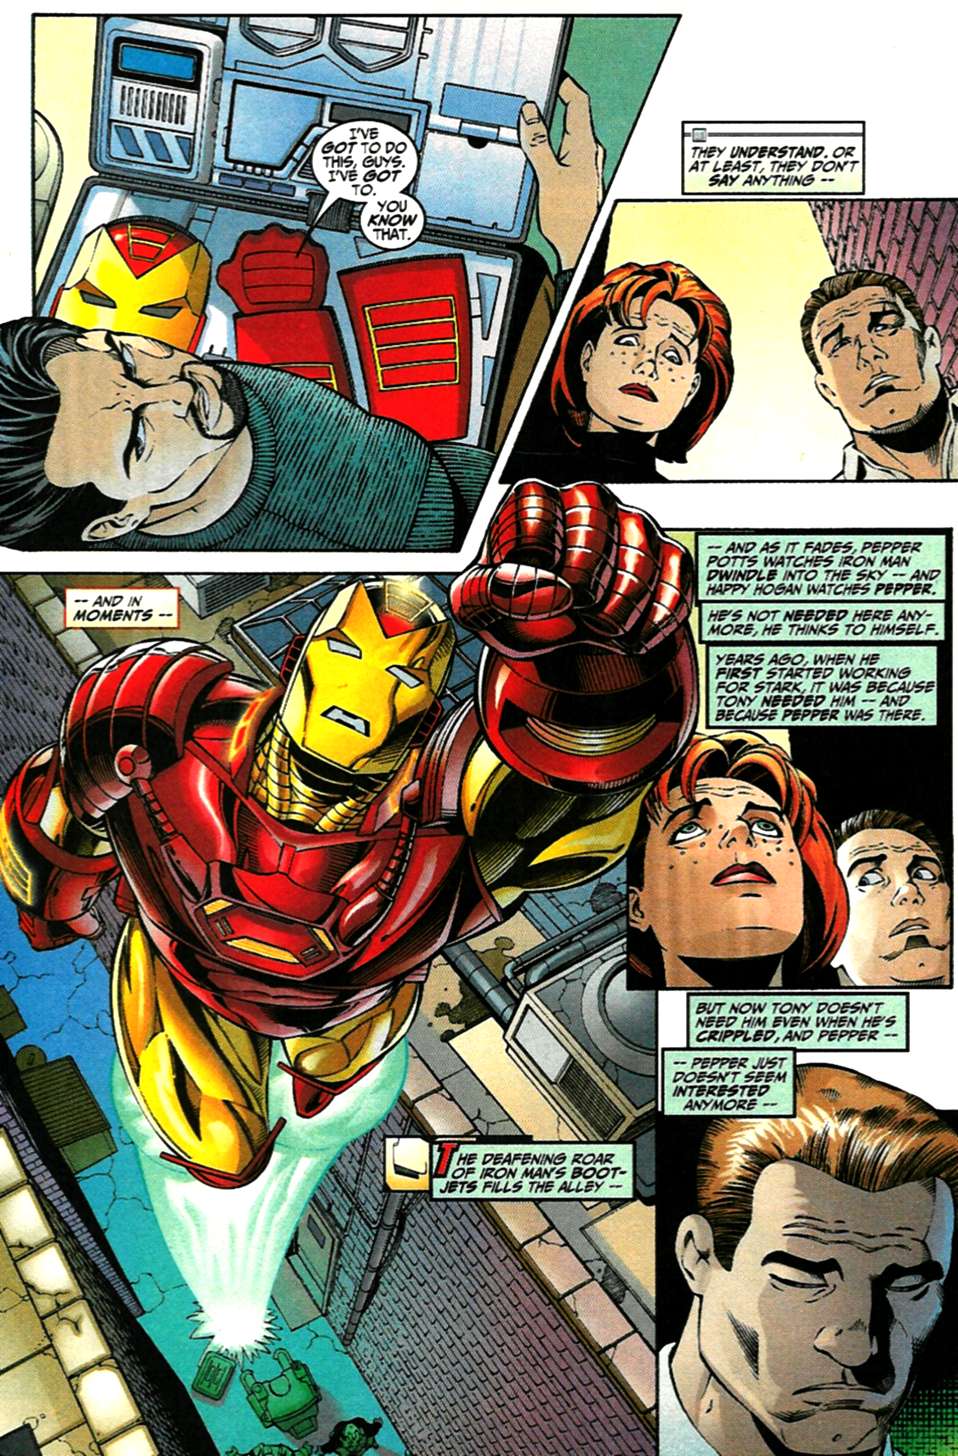 I'VE
GOT TO DO
THIS, GUYS.
I'VE GOT
TO.
YOU
KNOW
THAT.
THEY UNDERSTAND. OR
AT LEAST, THEY DON'T
SAY ANYTHING --
-- AND IN
MOMENTS --
THE DEAFENING ROAR
OF IRON MAN'S BOOT-
JETS FILLS THE ALLEY --
-- AND AS IT FADES, PEPPER
POTTS WATCHES IRON MAN
DWINDLE INTO THE SKY -- AND
HAPPY HOGAN WATCHES PEPPER.
HE'S NOT NEEDED HERE ANY-
MORE, HE THINKS TO HIMSELF.
YEARS AGO, WHEN HE
FIRST STARTED WORKING
FOR STARK, IT WAS BECAUSE
TONY NEEDED HIM -- AND
BECAUSE PEPPER WAS THERE.
BUT NOW TONY DOESN'T
NEED HIM EVEN WHEN HE'S
CRIPPLED, AND PEPPER --
-- PEPPER JUST
DOESN'T SEEM
INTERESTED
ANYMORE --